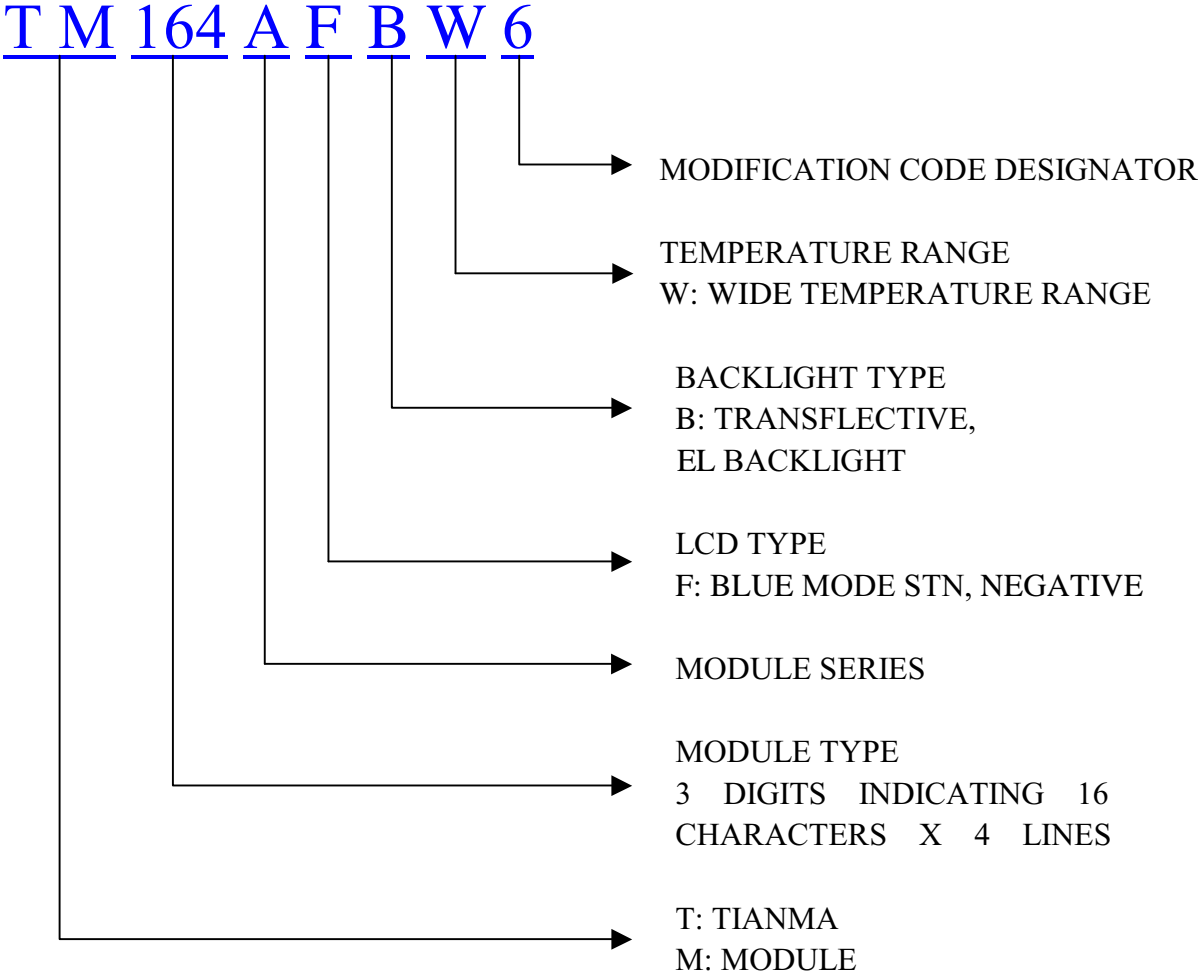 T M 164 A F B W 6
MODIFICATION CODE DESIGNATOR
TEMPERATURE RANGE
W: WIDE TEMPERATURE RANGE
BACKLIGHT TYPE
B: TRANSFLECTIVE,
EL BACKLIGHT
LCD TYPE
F: BLUE MODE STN, NEGATIVE
MODULE SERIES
MODULE TYPE
3 DIGITS INDICATING 16
CHARACTERS X 4 LINES
T: TIANMA
M: MODULE